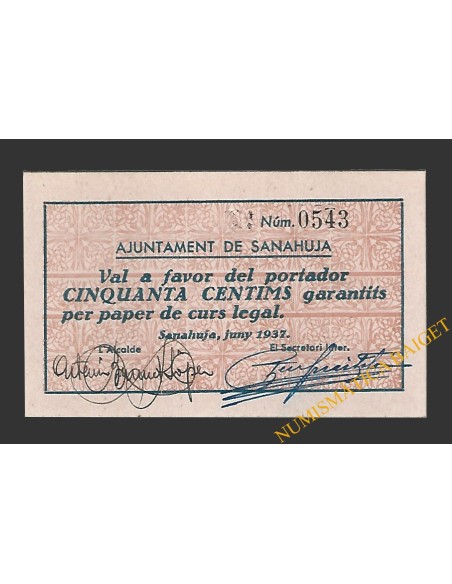 Núm. 0543
AJUNTAMENT DE SANAHUJA
Val a favor del portador
CINQUANTA CENTIMS garantits
per paper de curs legal.
Sanahuja, juny 1937.
L'Alcalde El Secretari Inter.
NUMISMATICA BAIGET